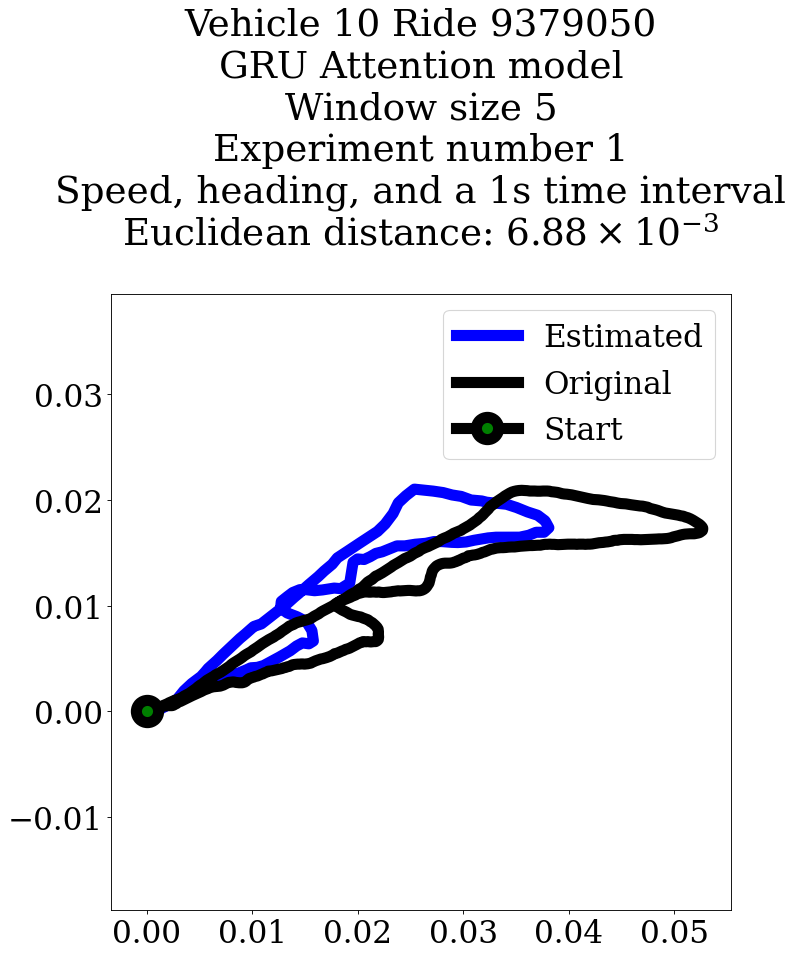 Vehicle 10 Ride 9379050
GRU Attention model
Window size 5
Experiment number 1
Speed, heading, and a 1s time interval
Euclidean distance: 6.88 × 10⁻³
Estimated
Original
Start
0.03
0.02
0.01
0.00
−0.01
0.00 0.01 0.02 0.03 0.04 0.05